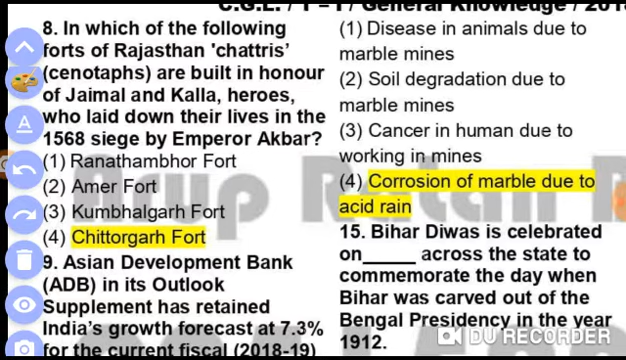 C.G.L. / T – I / General Knowledge / 201
8. In which of the following
forts of Rajasthan 'chattris’
(cenotaphs) are built in honour
of Jaimal and Kalla, heroes,
who laid down their lives in the
1568 siege by Emperor Akbar?
(1) Ranathambhor Fort
(2) Amer Fort
(3) Kumbhalgarh Fort
(4) Chittorgarh Fort
9. Asian Development Bank
(ADB) in its Outlook
Supplement has retained
India’s growth forecast at 7.3%
for the current fiscal (2018-19)
(1) Disease in animals due to
marble mines
(2) Soil degradation due to
marble mines
(3) Cancer in human due to
working in mines
(4) Corrosion of marble due to
acid rain
15. Bihar Diwas is celebrated
on_____ across the state to
commemorate the day when
Bihar was carved out of the
Bengal Presidency in the year
1912.
DU RECORDER